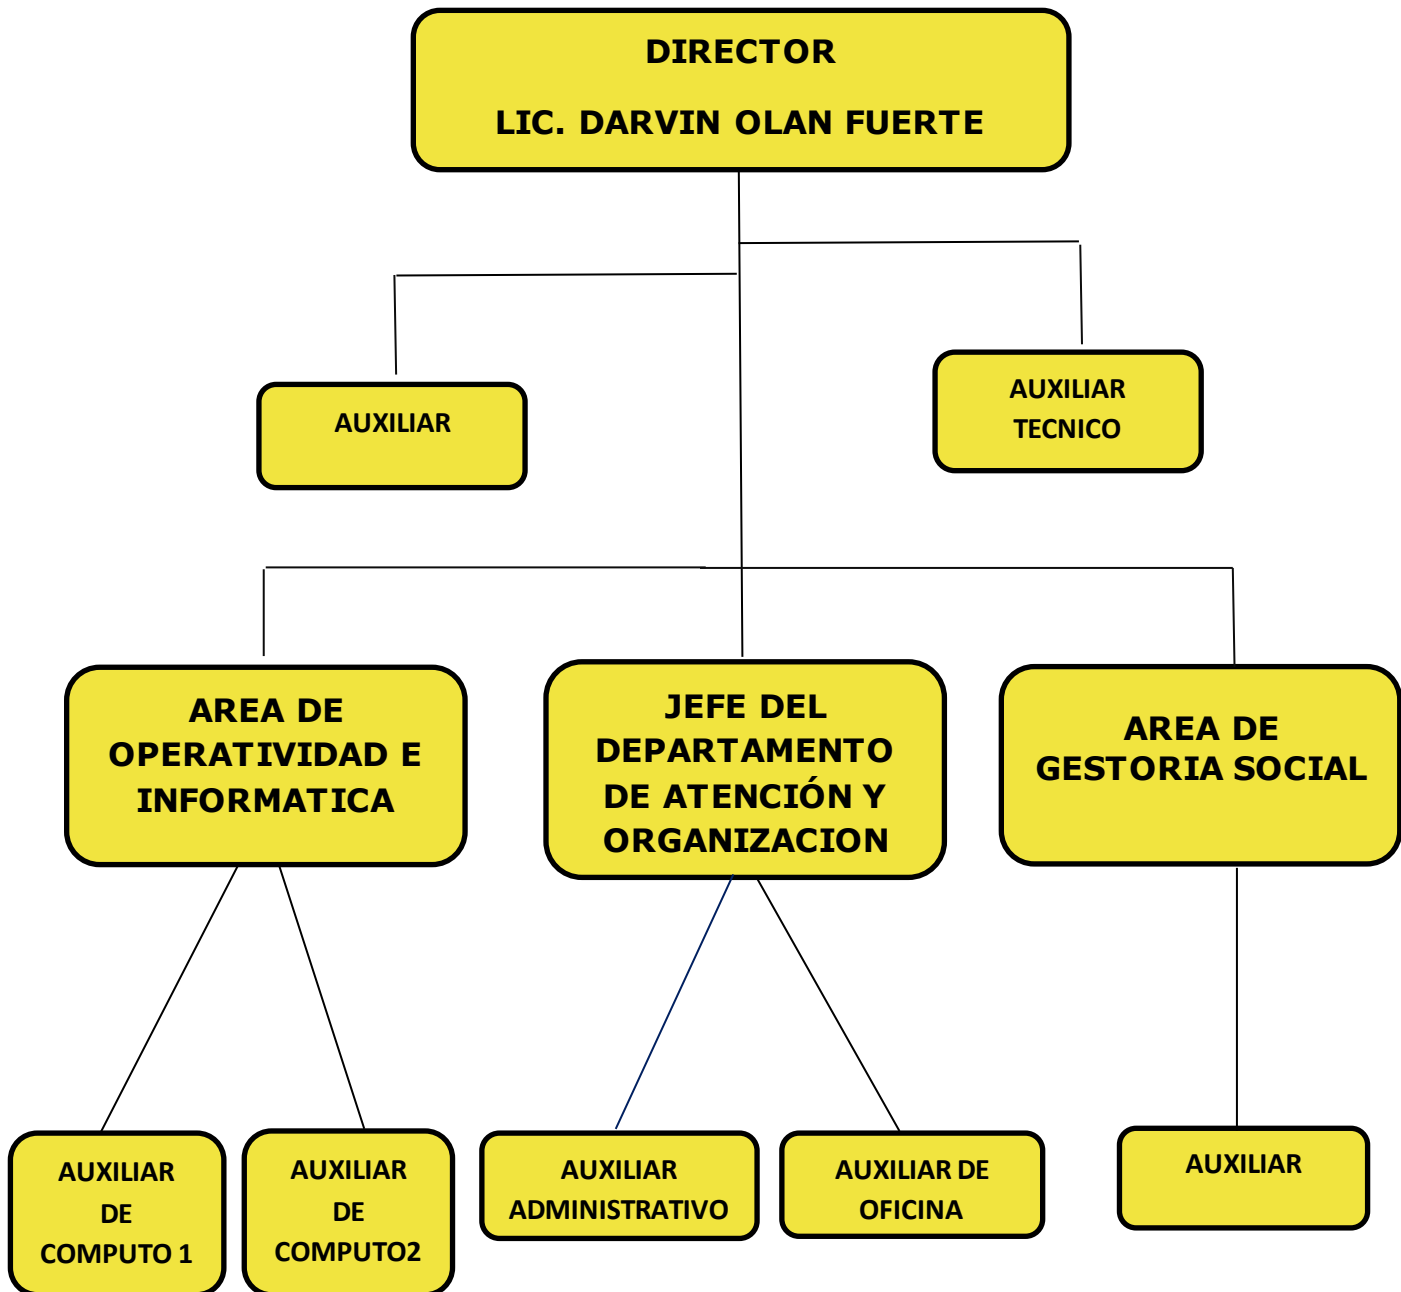 DIRECTOR
LIC. DARVIN OLAN FUERTE
AUXILIAR
AUXILIAR
TECNICO
AREA DE
OPERATIVIDAD E
INFORMATICA
JEFE DEL
DEPARTAMENTO
DE ATENCIÓN Y
ORGANIZACION
AREA DE
GESTORIA SOCIAL
AUXILIAR
DE
COMPUTO 1
AUXILIAR
DE
COMPUTO2
AUXILIAR
ADMINISTRATIVO
AUXILIAR DE
OFICINA
AUXILIAR